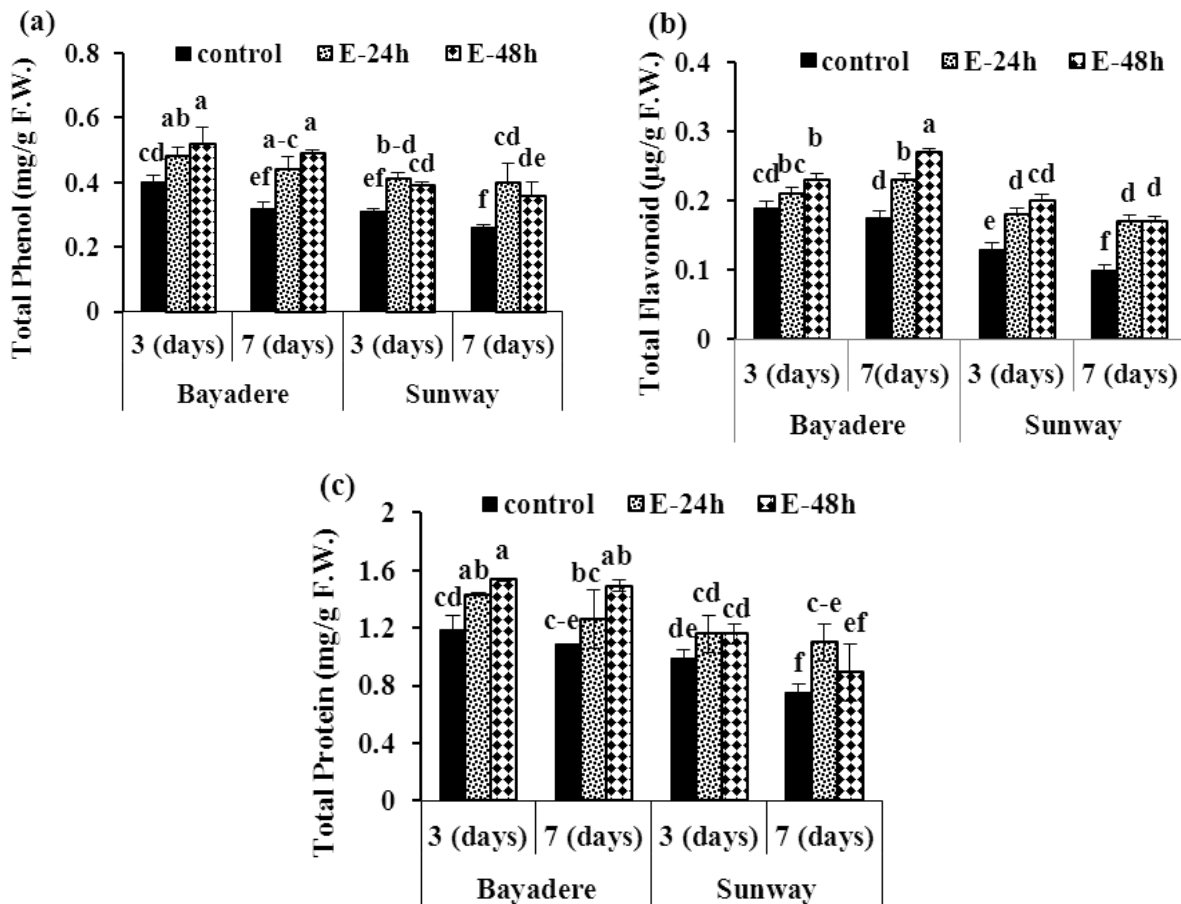 (a)
control E-24h E-48h
Total Phenol (mg/g F.W.)
0.8
0.6
0.4
0.2
0
cd ab a
ef a-c a
ef b-d cd
f cd de
3 (days) 7 (days) 3 (days) 7 (days)
Bayadere Sunway
(b)
control E-24h E-48h
Total Flavonoid (µg/g F.W.)
0.4
0.3
0.2
0.1
0
cd bc b
d b a
e d cd
f d d
3 (days) 7(days) 3 (days) 7 (days)
Bayadere Sunway
(c)
control E-24h E-48h
Total Protein (mg/g F.W.)
2
1.6
1.2
0.8
0.4
0
cd ab a
c-e bc ab
de cd cd
f c-e ef
3 (days) 7 (days) 3 (days) 7 (days)
Bayadere Sunway